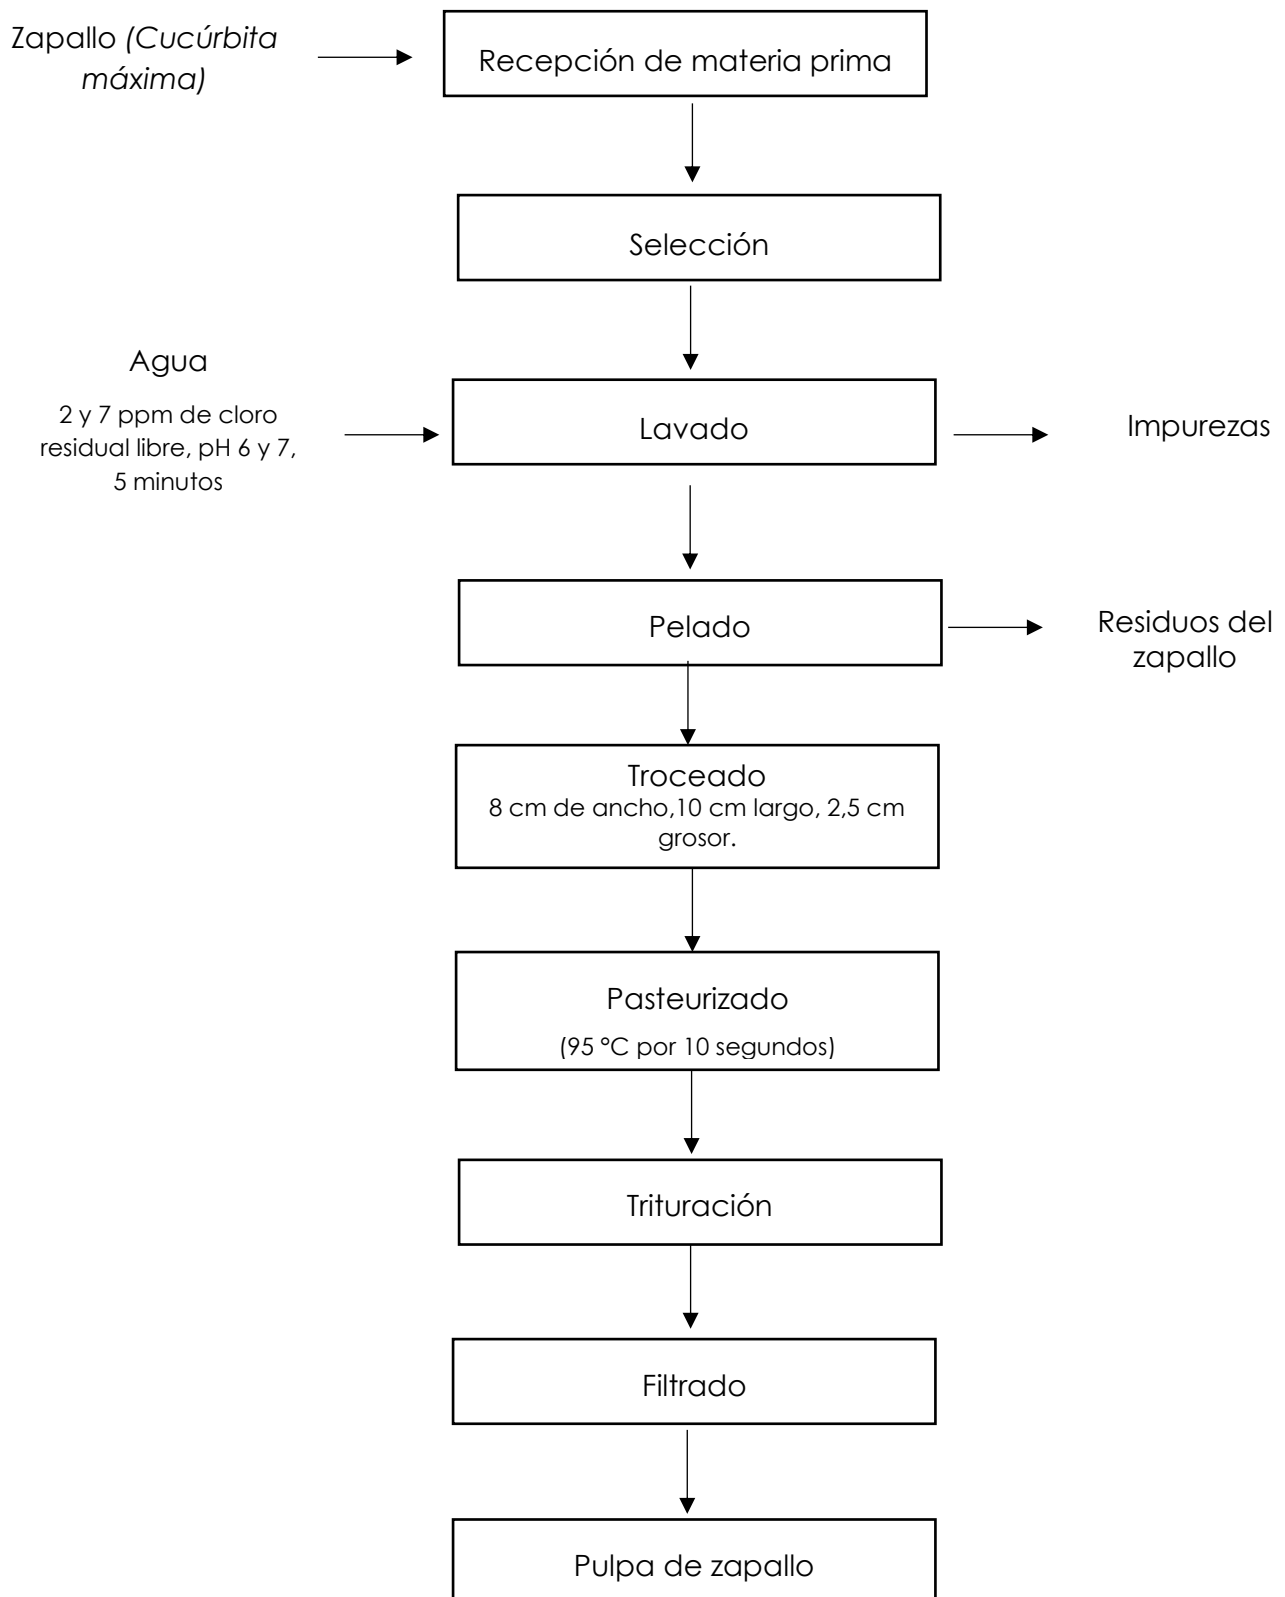 Zapallo (Cucúrbita
máxima)
Recepción de materia prima
Selección
Agua
2 y 7 ppm de cloro
residual libre, pH 6 y 7,
5 minutos
Lavado
Impurezas
Pelado
Residuos del
zapallo
Troceado
8 cm de ancho,10 cm largo, 2,5 cm
grosor.
Pasteurizado
(95 °C por 10 segundos)
Trituración
Filtrado
Pulpa de zapallo